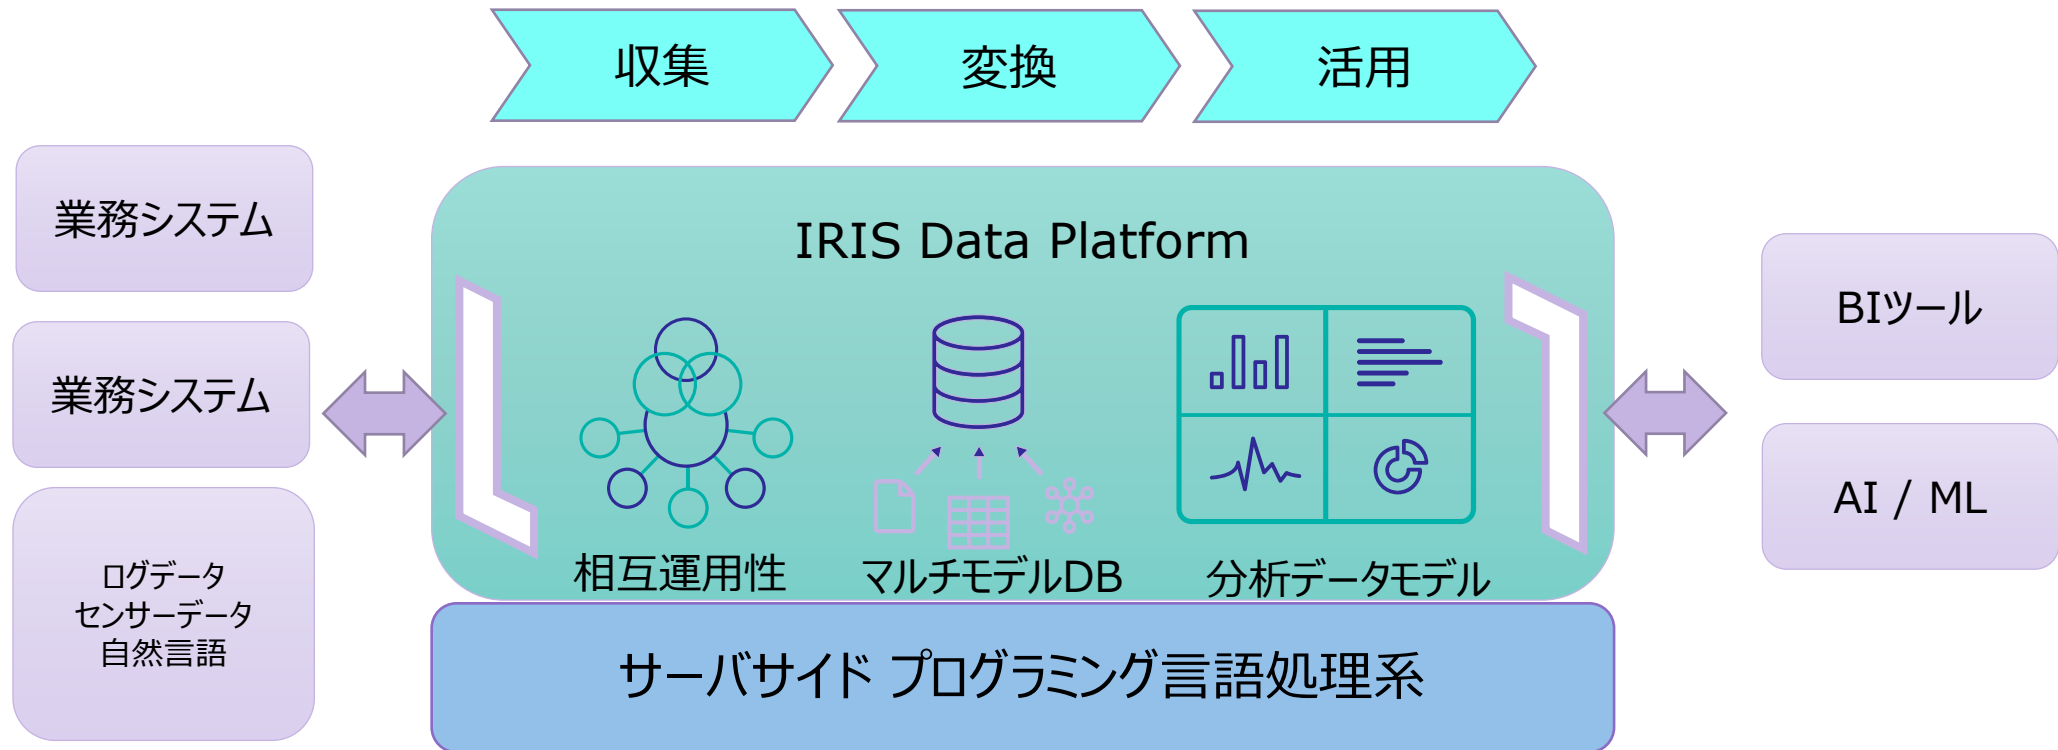 収集
変換
活用
業務システム
業務システム
ログデータ
センサーデータ
自然言語
IRIS Data Platform
相互運用性
マルチモデルDB
分析データモデル
サーバサイド プログラミング言語処理系
BIツール
AI / ML